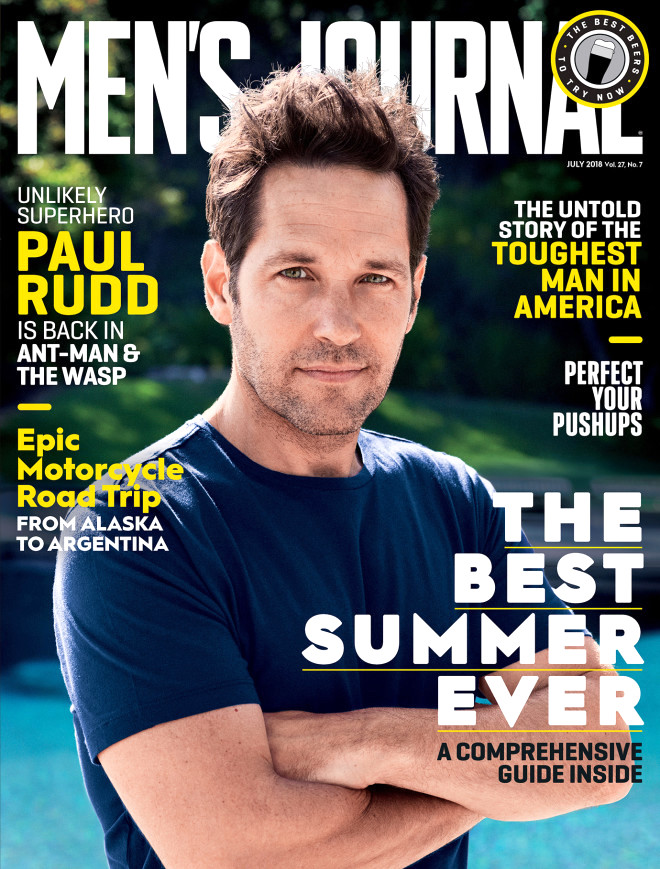 MEN'S JOURNAL
THE BEST BEERS
TO TRY NOW
JULY 2018 Vol. 27, No. 7
UNLIKELY
SUPERHERO
PAUL
RUDD
IS BACK IN
ANT-MAN &
THE WASP
Epic
Motorcycle
Road Trip
FROM ALASKA
TO ARGENTINA
THE UNTOLD
STORY OF THE
TOUGHEST
MAN IN
AMERICA
PERFECT
YOUR
PUSHUPS
THE
BEST
SUMMER
EVER
A COMPREHENSIVE
GUIDE INSIDE